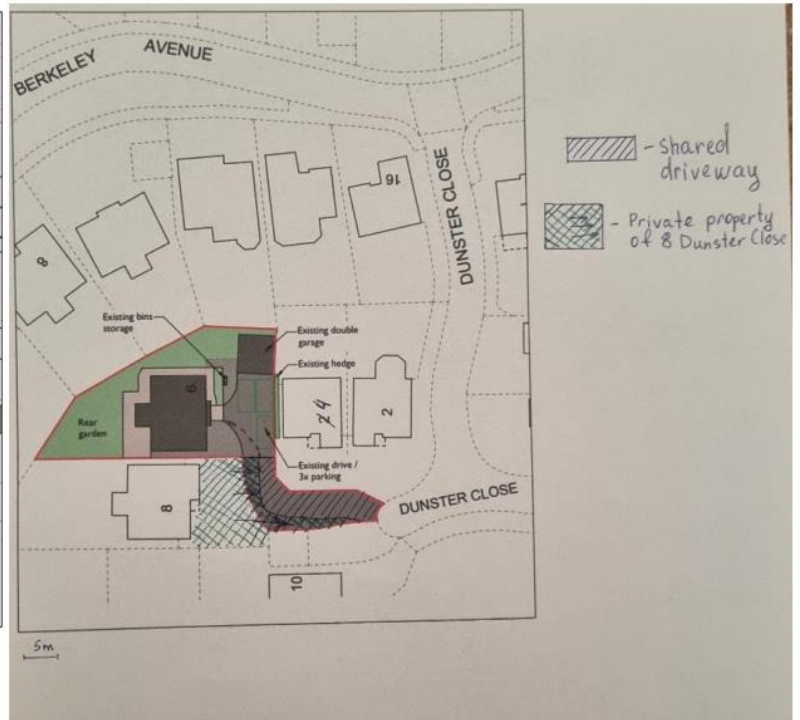 BERKELEY AVENUE
DUNSTER CLOSE
16
8
Existing bins
storage
Existing double
garage
Existing hedge
6
4
2
Rear
garden
Existing drive /
3x parking
8
DUNSTER CLOSE
10
5m
- shared
driveway
- Private property
of 8 Dunster Close